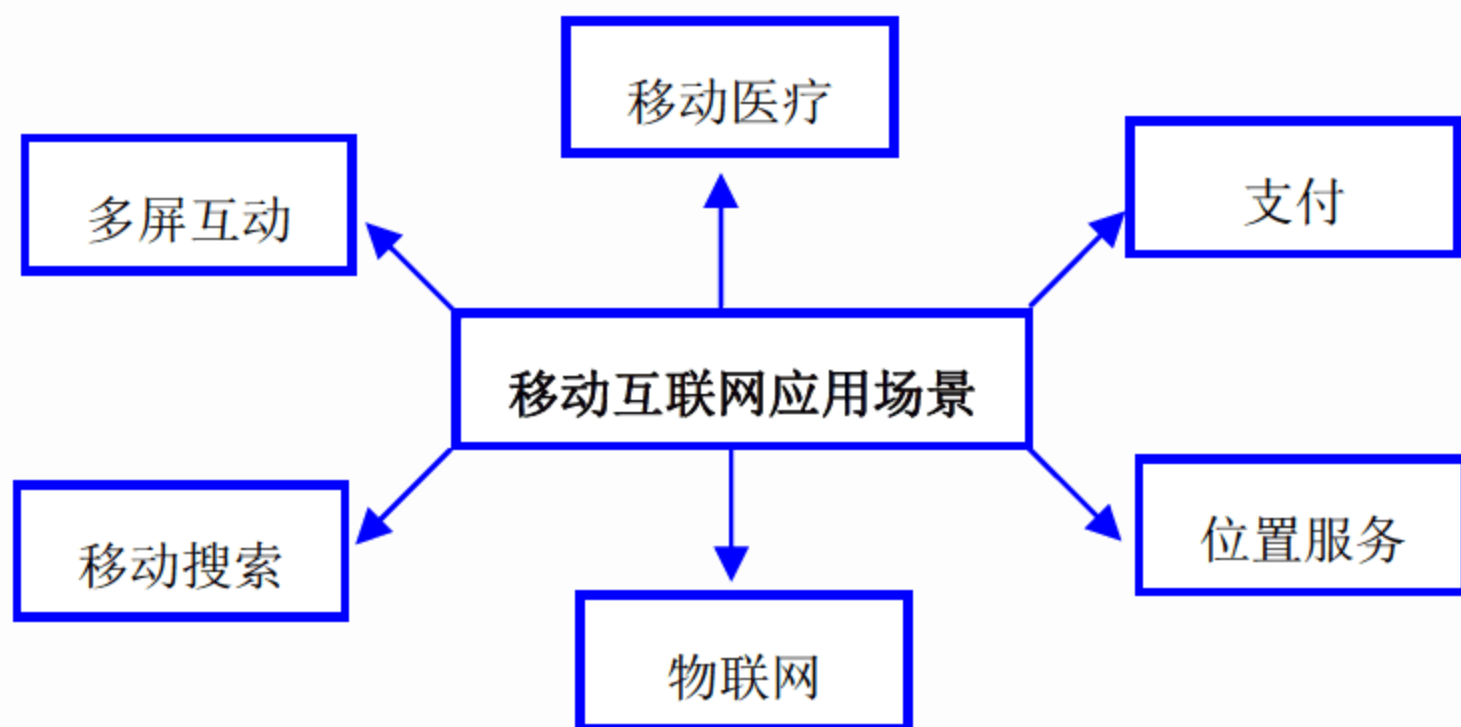 移动医疗
支付
多屏互动
移动互联网应用场景
位置服务
移动搜索
物联网